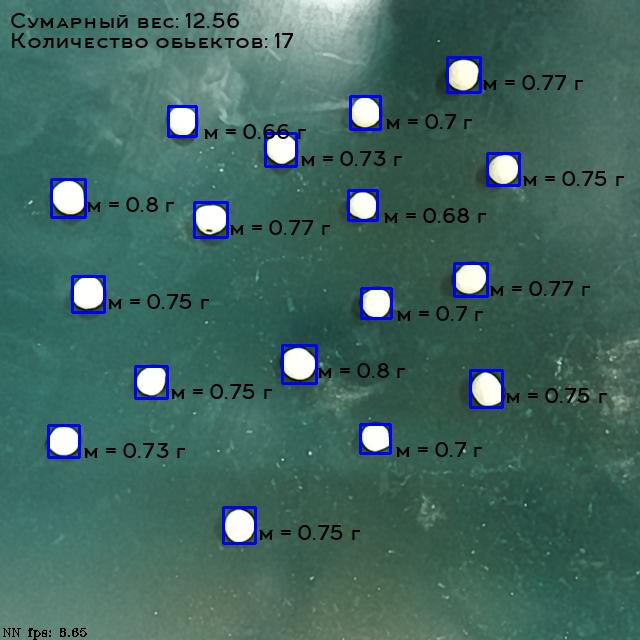 Сумарный вес: 12.56
Количество обьектов: 17
м = 0.77 г
м = 0.7 г
м = 0.66 г
м = 0.73 г
м = 0.75 г
м = 0.8 г
м = 0.68 г
м = 0.77 г
м = 0.77 г
м = 0.75 г
м = 0.7 г
м = 0.8 г
м = 0.75 г
м = 0.75 г
м = 0.73 г
м = 0.7 г
м = 0.75 г
NN fps: 8.65